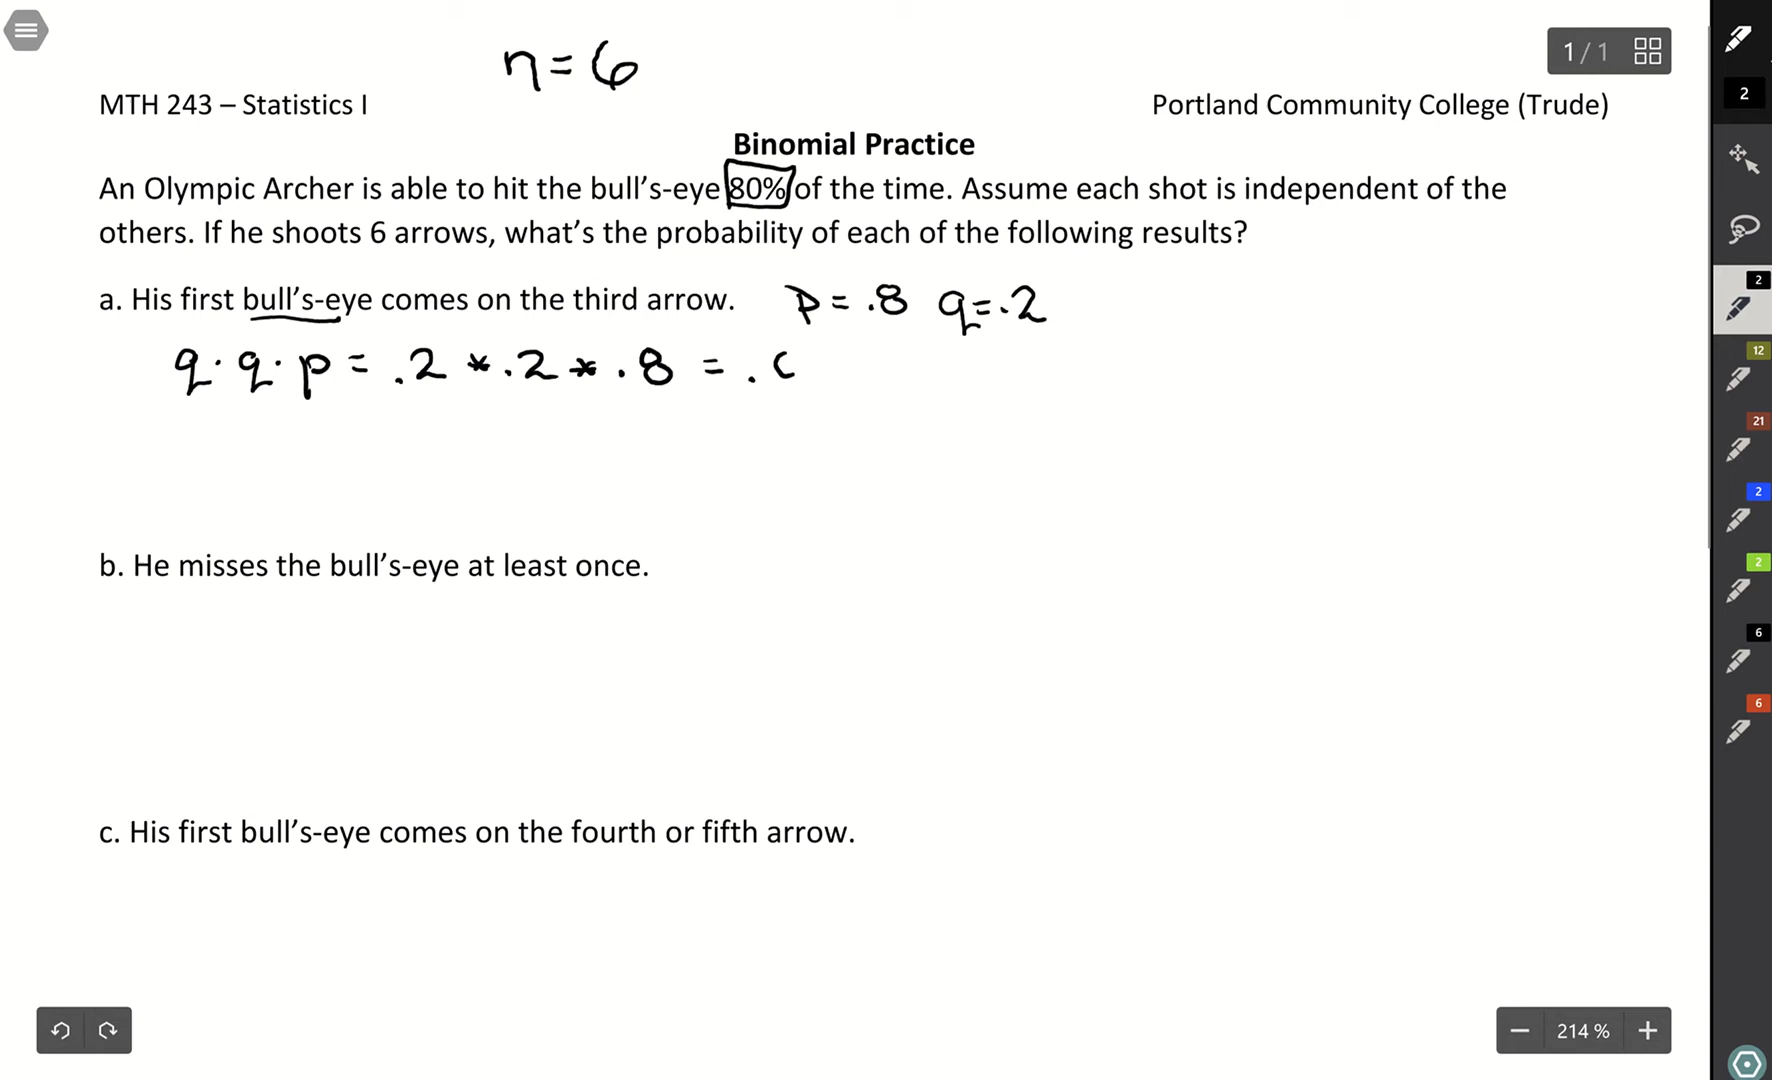 n = 6
1 / 1
2
MTH 243 – Statistics I
Portland Community College (Trude)
Binomial Practice
An Olympic Archer is able to hit the bull’s-eye 80% of the time. Assume each shot is independent of the
others. If he shoots 6 arrows, what’s the probability of each of the following results?
2
a. His first bull’s-eye comes on the third arrow. p = .8 q = .2
12
q · q · p = .2 * .2 * .8 = .
21
2
b. He misses the bull’s-eye at least once.
2
6
6
c. His first bull’s-eye comes on the fourth or fifth arrow.
214 %